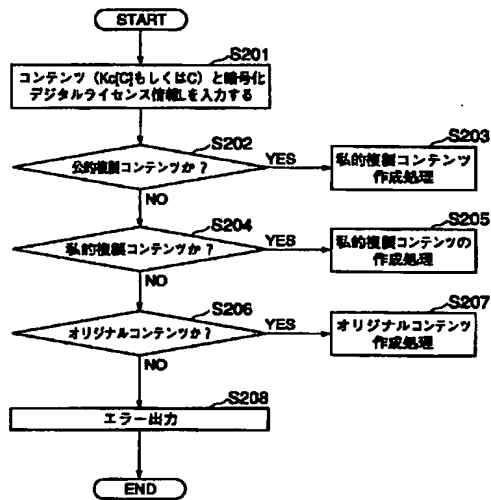 START
S201
コンテンツ（Kc[C]もしくはC）と暗号化
デジタルライセンス情報Lを入力する
S202
公的複製コンテンツか？
YES
S203
私的複製コンテンツ
作成処理
NO
S204
私的複製コンテンツか？
YES
S205
私的複製コンテンツの
作成処理
NO
S206
オリジナルコンテンツか？
YES
S207
オリジナルコンテンツ
作成処理
NO
S208
エラー出力
END